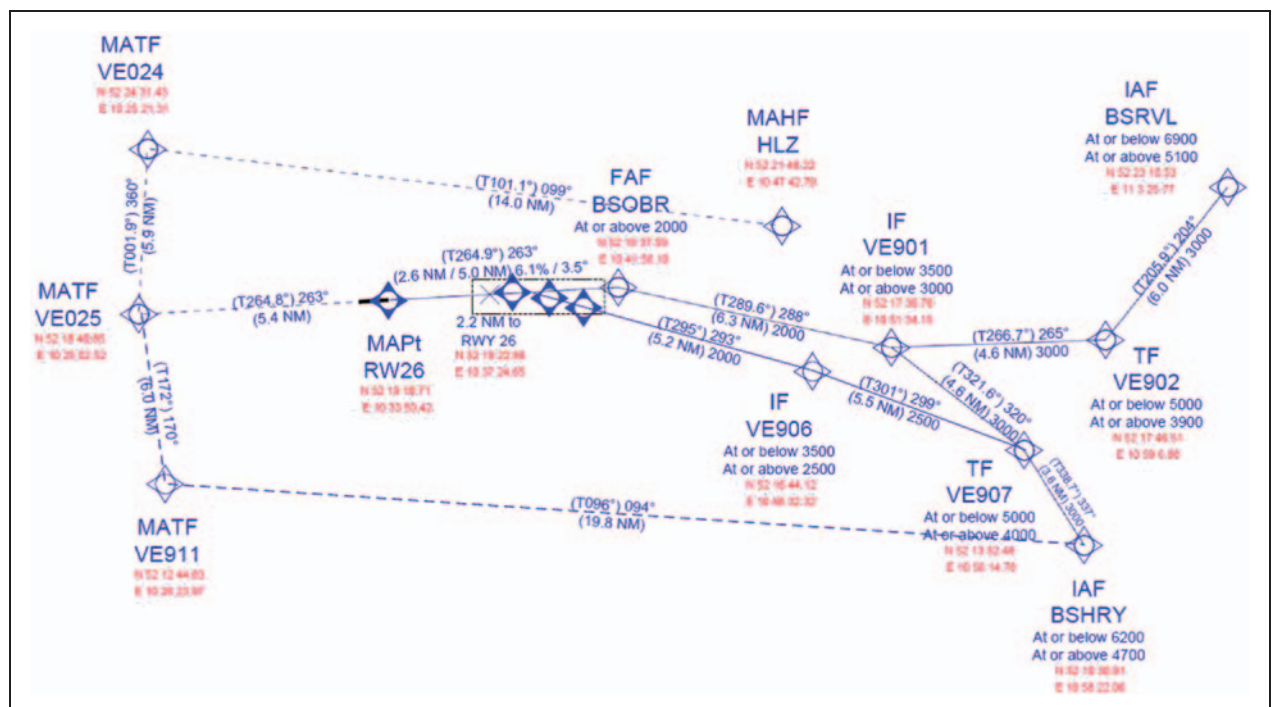 MATF
VE024
IAF
BSRVL
At or below 6900
At or above 5100
MAHF
HLZ
FAF
BSOBR
At or above 2000
(T101.1°) 099°
(14.0 NM)
(T001.9°) 360°
(5.9 NM)
IF
VE901
At or below 3500
At or above 3000
(T205.9°) 204°
(6.0 NM) 3000
(T264.9°) 263°
(2.6 NM / 5.0 NM) 6.1% / 3.5°
MATF
VE025
(T264.8°) 263°
(5.4 NM)
MAPt
RW26
2.2 NM to
RWY 26
(T289.6°) 288°
(6.3 NM) 2000
(T295°) 293°
(5.2 NM) 2000
(T266.7°) 265°
(4.6 NM) 3000
TF
VE902
At or below 5000
At or above 3900
(T321.6°) 320°
(4.6 NM) 3000
(T301°) 299°
(5.5 NM) 2500
IF
VE906
At or below 3500
At or above 2500
(T172°) 170°
(6.0 NM)
TF
VE907
At or below 5000
At or above 4000
(T338.7°) 337°
(3.6 NM) 3000
MATF
VE911
(T096°) 094°
(19.8 NM)
IAF
BSHRY
At or below 6200
At or above 4700